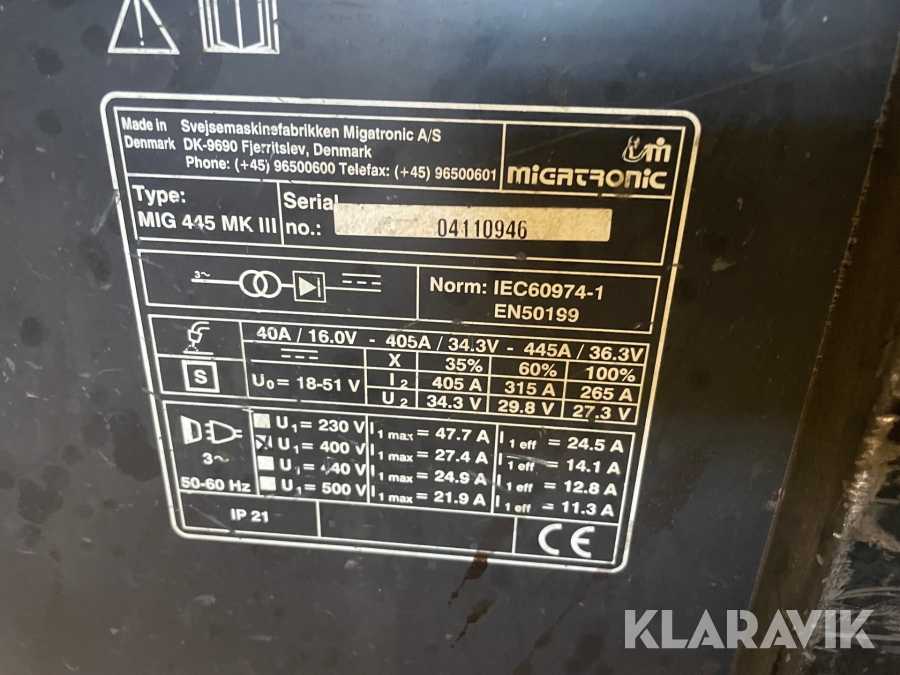 Made in
Denmark
Svejsemaskinefabrikken Migatronic A/S
DK-9690 Fjerritslev, Denmark
Phone: (+45) 96500600 Telefax: (+45) 96500601
MIGATRONIC
Type:
MIG 445 MK III
Serial
no.:
04110946
3~
Norm: IEC60974-1
EN50199
40A / 16.0V - 405A / 34.3V - 445A / 36.3V
S
U0 = 18-51 V
X 35% 60% 100%
I2 405 A 315 A 265 A
U2 34.3 V 29.8 V 27.3 V
3~
50-60 Hz
U1 = 230 V I1 max = 47.7 A I1 eff = 24.5 A
U1 = 400 V I1 max = 27.4 A I1 eff = 14.1 A
U1 = 440 V I1 max = 24.9 A I1 eff = 12.8 A
U1 = 500 V I1 max = 21.9 A I1 eff = 11.3 A
IP 21
CE
KLARAVIK